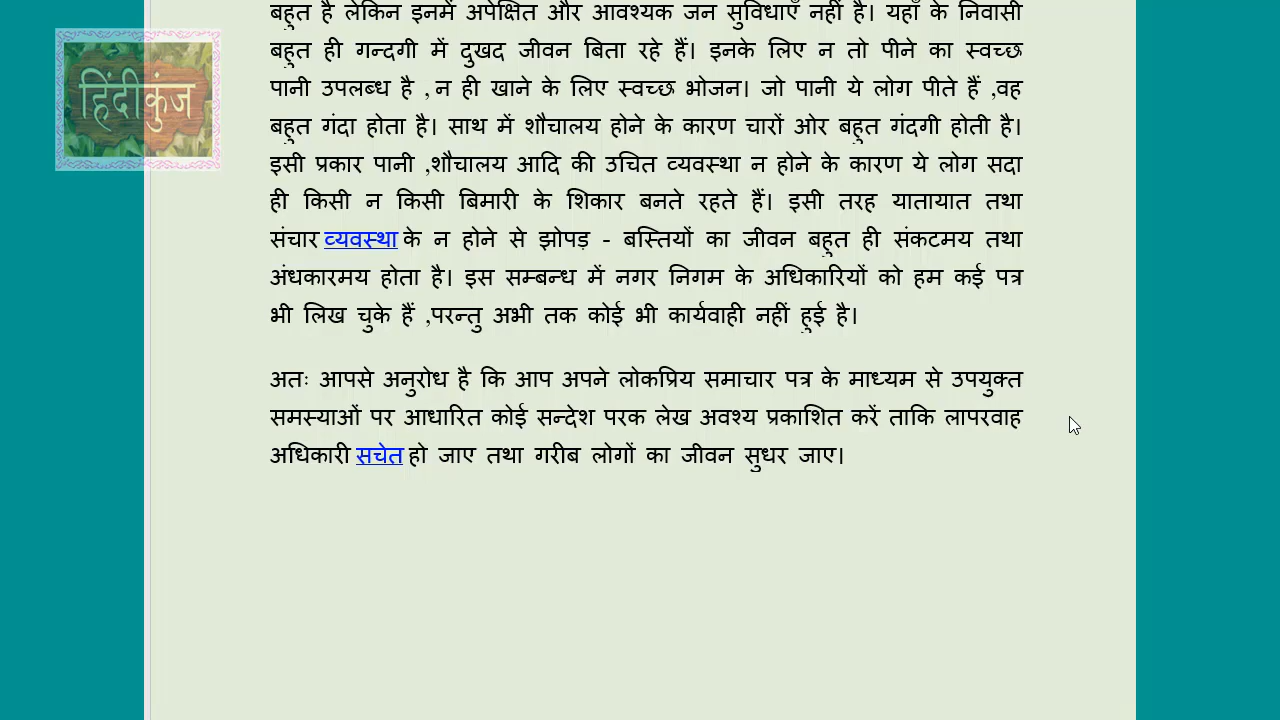 बहुत है लेकिन इनमें अपेक्षित और आवश्यक जन सुविधाएँ नहीं है। यहाँ के निवासी
बहुत ही गन्दगी में दुखद जीवन बिता रहे हैं। इनके लिए न तो पीने का स्वच्छ
पानी उपलब्ध है , न ही खाने के लिए स्वच्छ भोजन। जो पानी ये लोग पीते हैं ,वह
बहुत गंदा होता है। साथ में शौचालय होने के कारण चारों ओर बहुत गंदगी होती है।
इसी प्रकार पानी ,शौचालय आदि की उचित व्यवस्था न होने के कारण ये लोग सदा
ही किसी न किसी बिमारी के शिकार बनते रहते हैं। इसी तरह यातायात तथा
संचार व्यवस्था के न होने से झोपड़ - बस्तियों का जीवन बहुत ही संकटमय तथा
अंधकारमय होता है। इस सम्बन्ध में नगर निगम के अधिकारियों को हम कई पत्र
भी लिख चुके हैं ,परन्तु अभी तक कोई भी कार्यवाही नहीं हुई है।
अतः आपसे अनुरोध है कि आप अपने लोकप्रिय समाचार पत्र के माध्यम से उपयुक्त
समस्याओं पर आधारित कोई सन्देश परक लेख अवश्य प्रकाशित करें ताकि लापरवाह
अधिकारी सचेत हो जाए तथा गरीब लोगों का जीवन सुधर जाए।
हिंदीकुंज